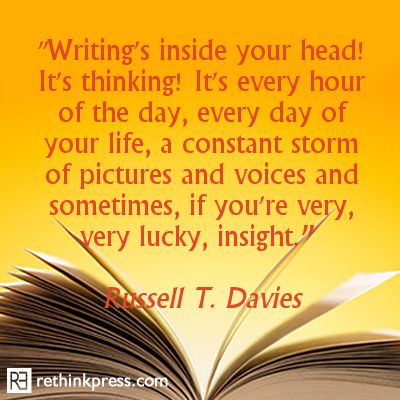 "Writing's inside your head!
It's thinking! It's every hour
of the day, every day of
your life, a constant storm
of pictures and voices and
sometimes, if you're very,
very lucky, insight."
Russell T. Davies
RE rethinkpress.com